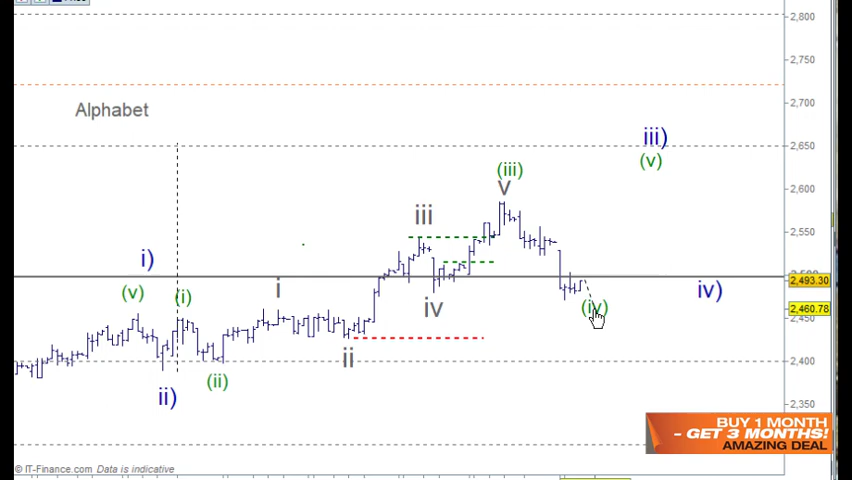 2,800
2,750
Alphabet
2,700
iii)
2,650
(v)
(iii)
v
2,600
iii
2,550
i)
2,493.30
i
iv)
(v)
(i)
iv
(iv)
2,460.78
2,450
ii
2,400
(ii)
ii)
2,350
BUY 1 MONTH
- GET 3 MONTHS!
AMAZING DEAL
© IT-Finance.com Data is indicative